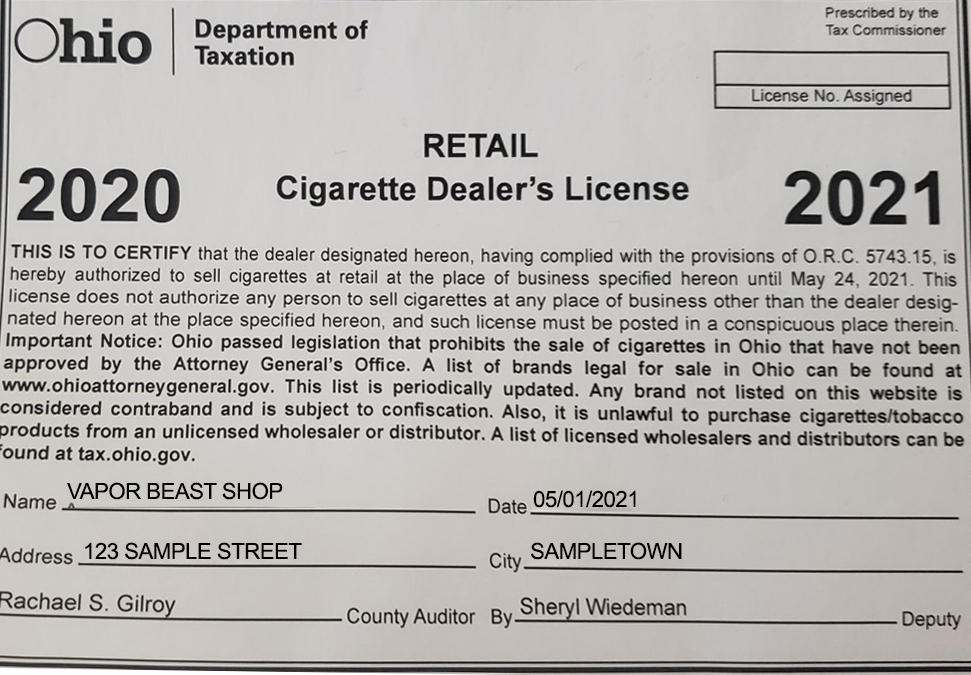 Ohio
Department of
Taxation
Prescribed by the
Tax Commissioner
License No. Assigned
RETAIL
2020
Cigarette Dealer's License
2021
THIS IS TO CERTIFY that the dealer designated hereon, having complied with the provisions of O.R.C. 5743.15, is
hereby authorized to sell cigarettes at retail at the place of business specified hereon until May 24, 2021. This
license does not authorize any person to sell cigarettes at any place of business other than the dealer desig-
nated hereon at the place specified hereon, and such license must be posted in a conspicuous place therein.
Important Notice: Ohio passed legislation that prohibits the sale of cigarettes in Ohio that have not been
approved by the Attorney General's Office. A list of brands legal for sale in Ohio can be found at
www.ohioattorneygeneral.gov. This list is periodically updated. Any brand not listed on this website is
considered contraband and is subject to confiscation. Also, it is unlawful to purchase cigarettes/tobacco
products from an unlicensed wholesaler or distributor. A list of licensed wholesalers and distributors can be
found at tax.ohio.gov.
Name VAPOR BEAST SHOP Date 05/01/2021
Address 123 SAMPLE STREET City SAMPLETOWN
Rachael S. Gilroy County Auditor By Sheryl Wiedeman Deputy